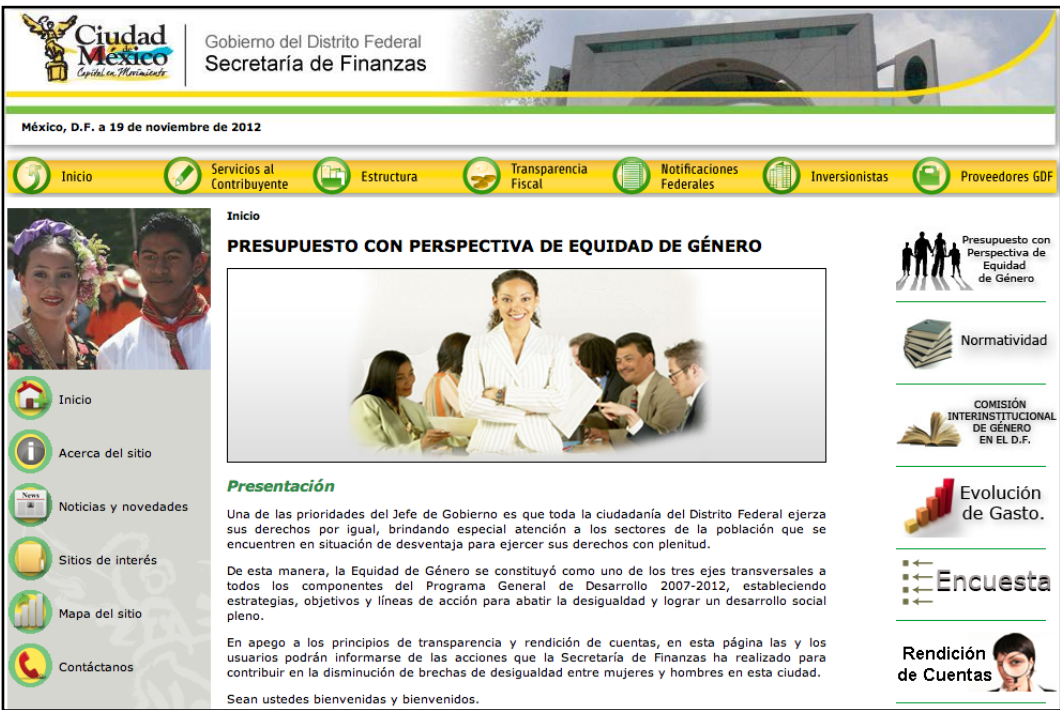 Ciudad
de
México
Capital en Movimiento
Gobierno del Distrito Federal
Secretaría de Finanzas
México, D.F. a 19 de noviembre de 2012
Inicio
Servicios al
Contribuyente
Estructura
Transparencia
Fiscal
Notificaciones
Federales
Inversionistas
Proveedores GDF
Inicio
Acerca del sitio
News
Noticias y novedades
Sitios de interés
Mapa del sitio
Contáctanos
Inicio
PRESUPUESTO CON PERSPECTIVA DE EQUIDAD DE GÉNERO
Presentación
Una de las prioridades del Jefe de Gobierno es que toda la ciudadanía del Distrito Federal ejerza
sus derechos por igual, brindando especial atención a los sectores de la población que se
encuentren en situación de desventaja para ejercer sus derechos con plenitud.
De esta manera, la Equidad de Género se constituyó como uno de los tres ejes transversales a
todos los componentes del Programa General de Desarrollo 2007-2012, estableciendo
estrategias, objetivos y líneas de acción para abatir la desigualdad y lograr un desarrollo social
pleno.
En apego a los principios de transparencia y rendición de cuentas, en esta página las y los
usuarios podrán informarse de las acciones que la Secretaría de Finanzas ha realizado para
contribuir en la disminución de brechas de desigualdad entre mujeres y hombres en esta ciudad.
Sean ustedes bienvenidas y bienvenidos.
Presupuesto con
Perspectiva de
Equidad
de Género
Normatividad
COMISIÓN
INTERINSTITUCIONAL
DE GÉNERO
EN EL D.F.
Evolución
de Gasto.
Encuesta
Rendición
de Cuentas